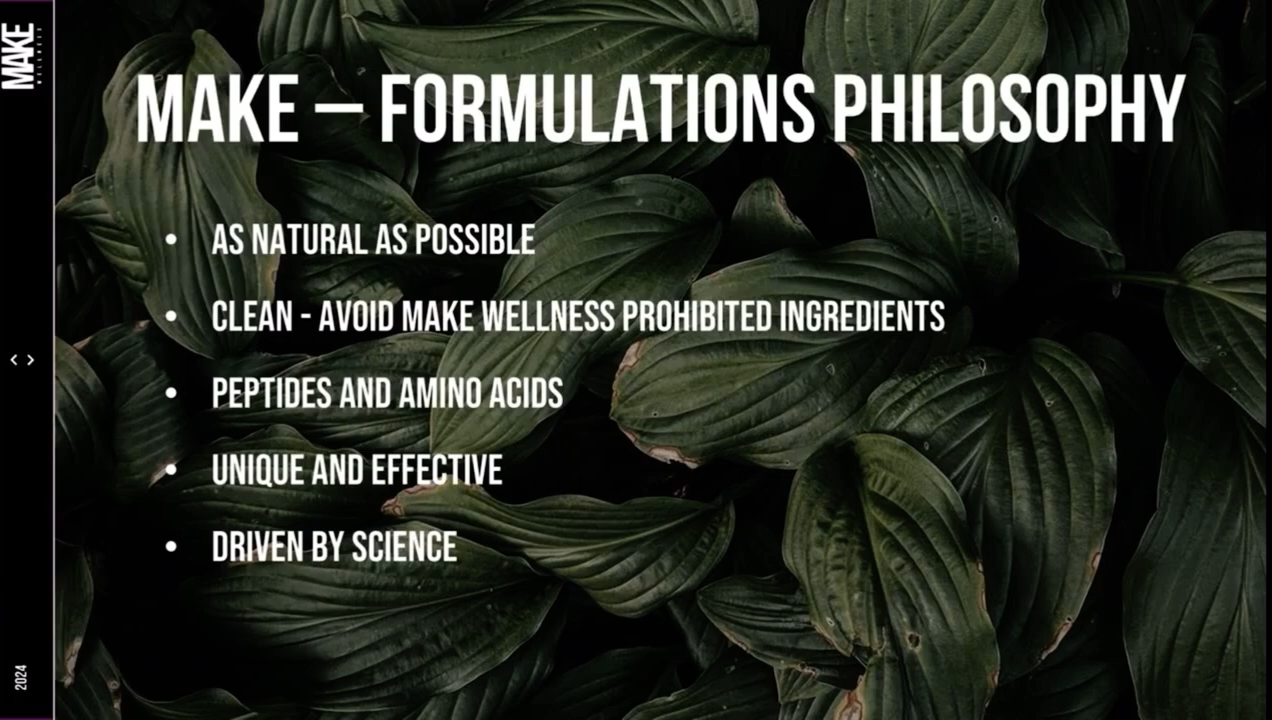 MAKE
WELLNESS
MAKE – FORMULATIONS PHILOSOPHY
• AS NATURAL AS POSSIBLE
• CLEAN - AVOID MAKE WELLNESS PROHIBITED INGREDIENTS
• PEPTIDES AND AMINO ACIDS
• UNIQUE AND EFFECTIVE
• DRIVEN BY SCIENCE
2024